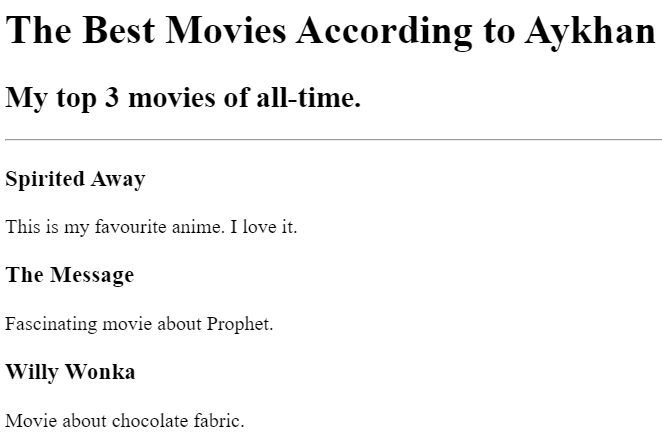 The Best Movies According to Aykhan
My top 3 movies of all-time.
Spirited Away
This is my favourite anime. I love it.
The Message
Fascinating movie about Prophet.
Willy Wonka
Movie about chocolate fabric.